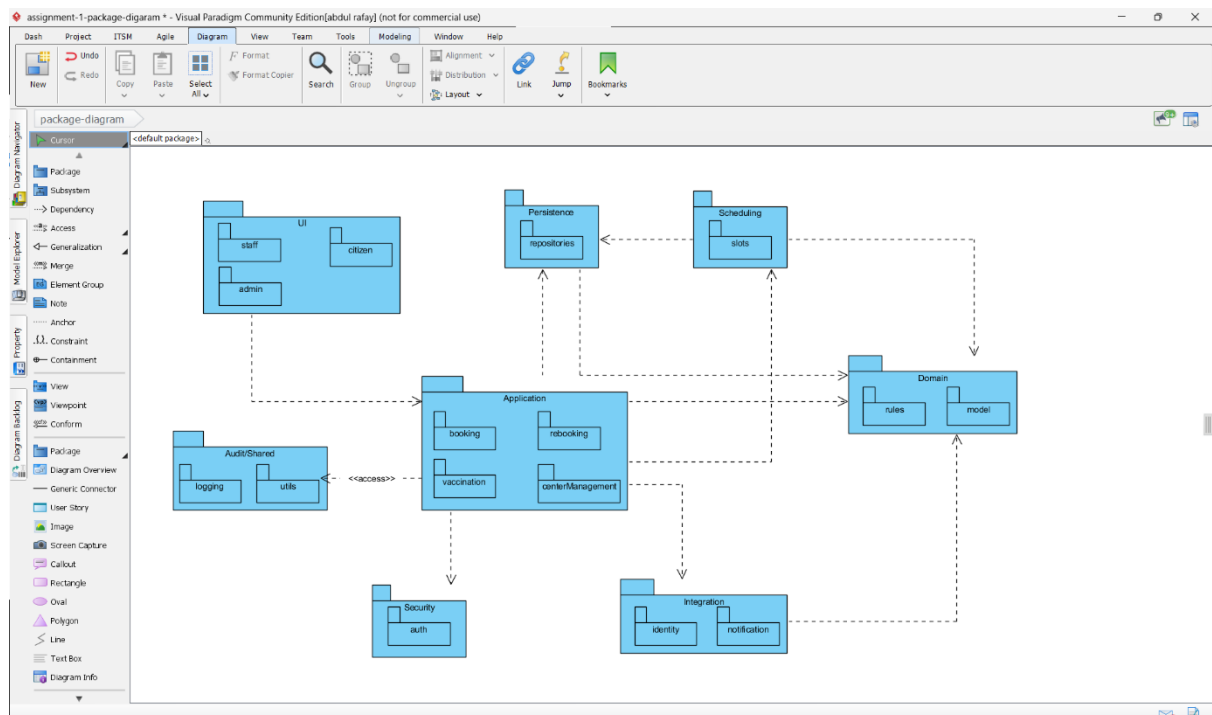 assignment-1-package-digaram * - Visual Paradigm Community Edition[abdul rafay] (not for commercial use)
Dash Project ITSM Agile Diagram View Team Tools Modeling Window Help
New
Undo
Redo
Copy
Paste
Select All
Format
Format Copier
Search
Group
Ungroup
Alignment
Distribution
Layout
Link
Jump
Bookmarks
package-diagram
<default package>
Diagram Navigator
Model Explorer
Property
Diagram Backlog
Cursor
Package
Subsystem
Dependency
Access
Generalization
Merge
Element Group
Note
Anchor
Constraint
Containment
View
Viewpoint
Conform
Package
Diagram Overview
Generic Connector
User Story
Image
Screen Capture
Callout
Rectangle
Oval
Polygon
Line
Text Box
Diagram Info
UI
staff
citizen
admin
Persistence
repositories
Scheduling
slots
Domain
rules
model
Application
booking
rebooking
vaccination
centerManagement
Audit/Shared
logging
utils
<<access>>
Security
auth
Integration
identity
notification